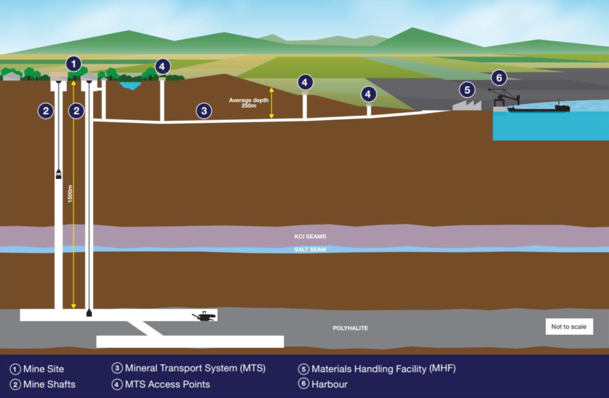 1
4
6
4
5
2
2
Average depth
250m
3
4
1500m
KCI SEAMS
SALT SEAM
POLYHALITE
Not to scale
1 Mine Site
3 Mineral Transport System (MTS)
5 Materials Handling Facility (MHF)
2 Mine Shafts
4 MTS Access Points
6 Harbour